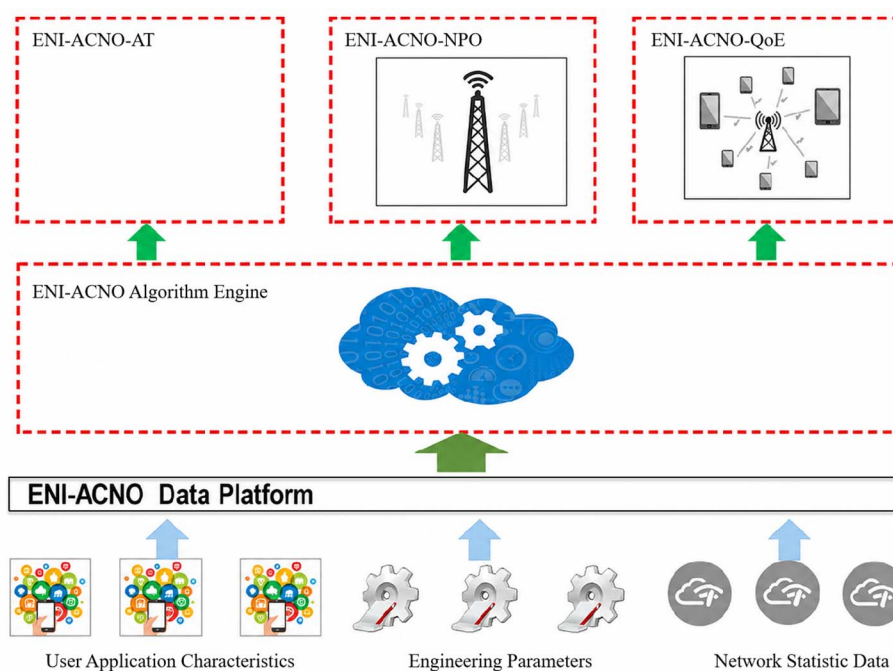 ENI-ACNO-AT
ENI-ACNO-NPO
ENI-ACNO-QoE
ENI-ACNO Algorithm Engine
ENI-ACNO Data Platform
User Application Characteristics
Engineering Parameters
Network Statistic Data